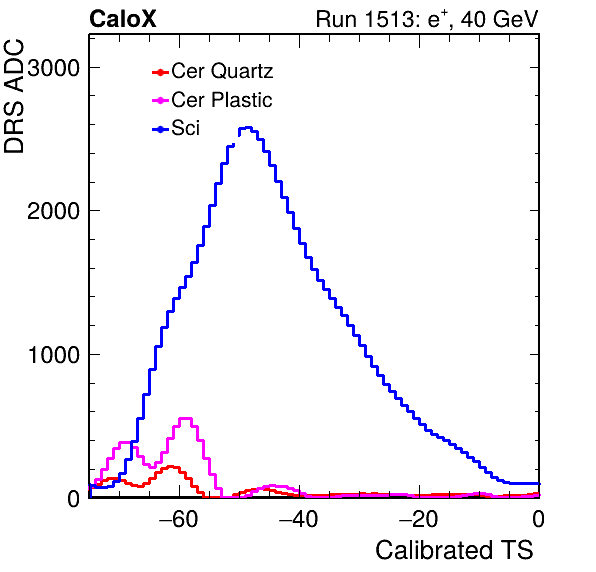 CaloX Run 1513: e⁺, 40 GeV
DRS ADC
3000
2000
1000
0
Cer Quartz
Cer Plastic
Sci
−60 −40 −20 0
Calibrated TS